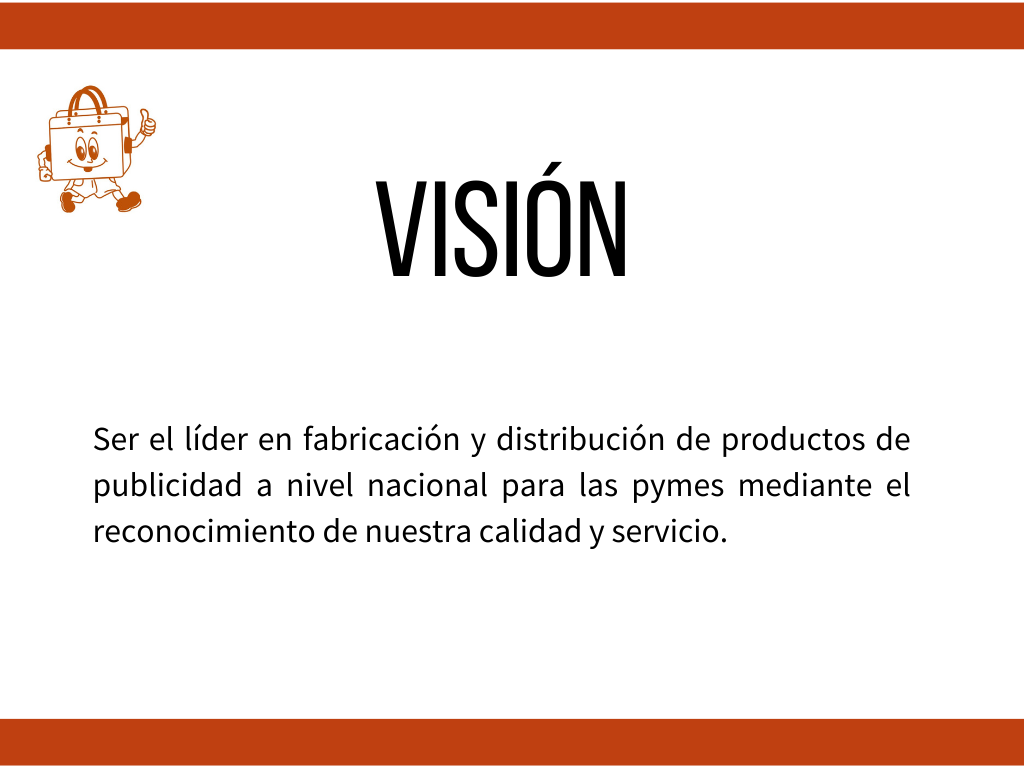 VISIÓN
Ser el líder en fabricación y distribución de productos de
publicidad a nivel nacional para las pymes mediante el
reconocimiento de nuestra calidad y servicio.